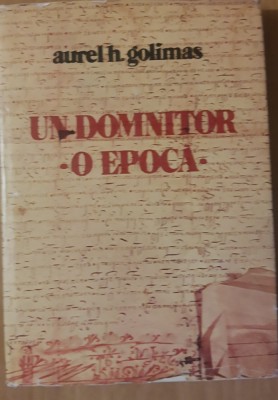 aurel h. golimas
UN DOMNITOR
· O EPOCĂ ·